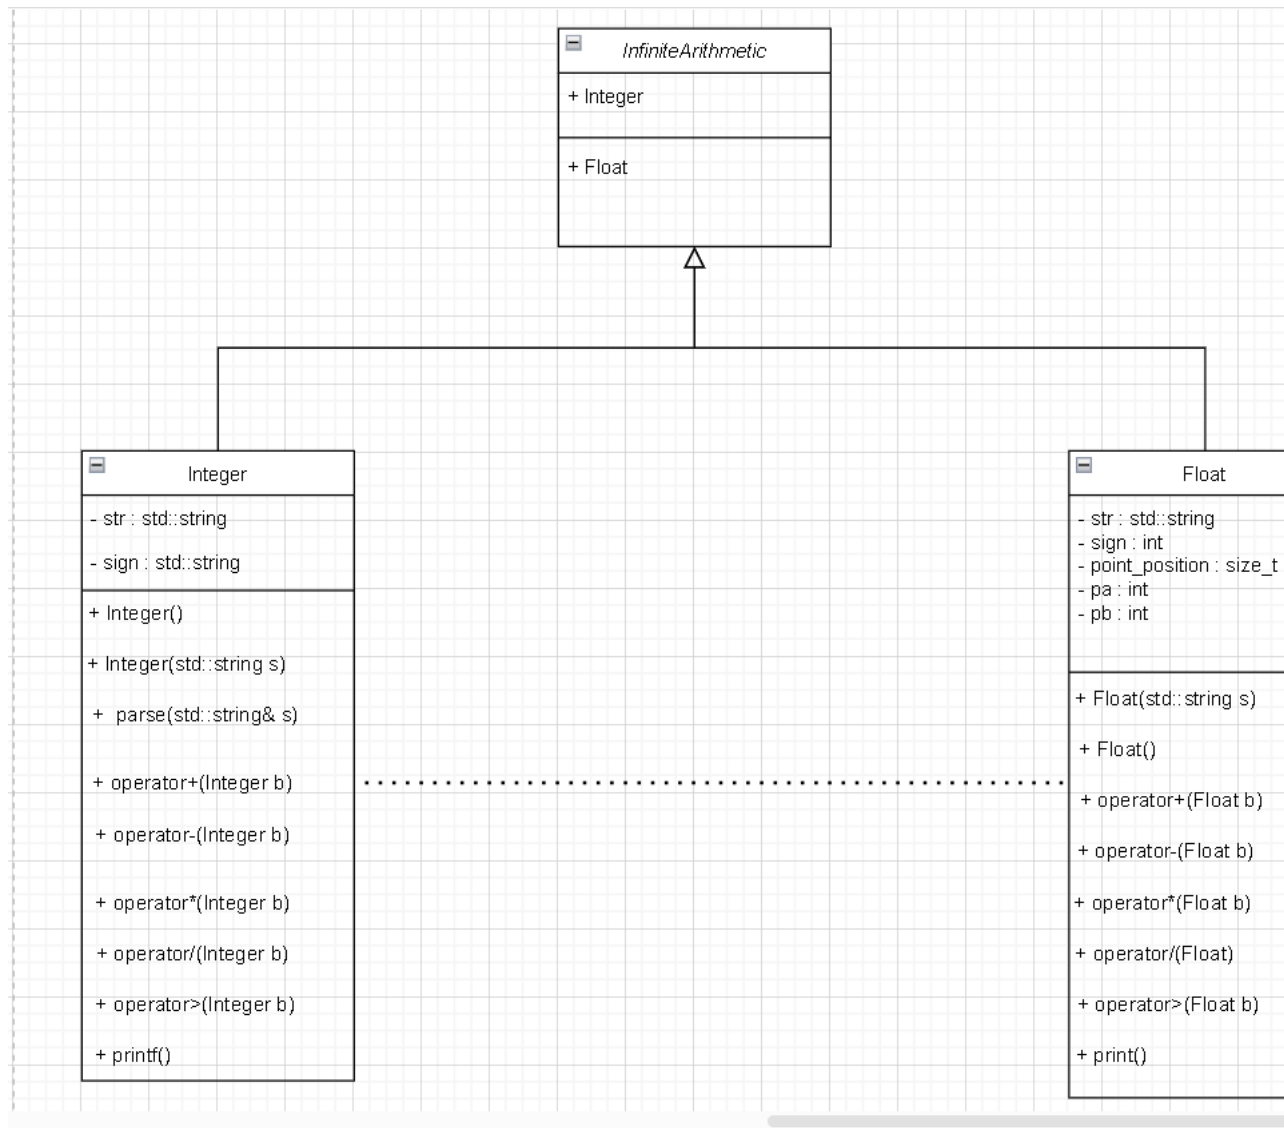 InfiniteArithmetic
+ Integer
+ Float
Integer
- str : std::string
- sign : std::string
+ Integer()
+ Integer(std::string s)
+ parse(std::string& s)
+ operator+(Integer b)
+ operator-(Integer b)
+ operator*(Integer b)
+ operator/(Integer b)
+ operator>(Integer b)
+ printf()
Float
- str : std::string
- sign : int
- point_position : size_t
- pa : int
- pb : int
+ Float(std::string s)
+ Float()
+ operator+(Float b)
+ operator-(Float b)
+ operator*(Float b)
+ operator/(Float)
+ operator>(Float b)
+ print()